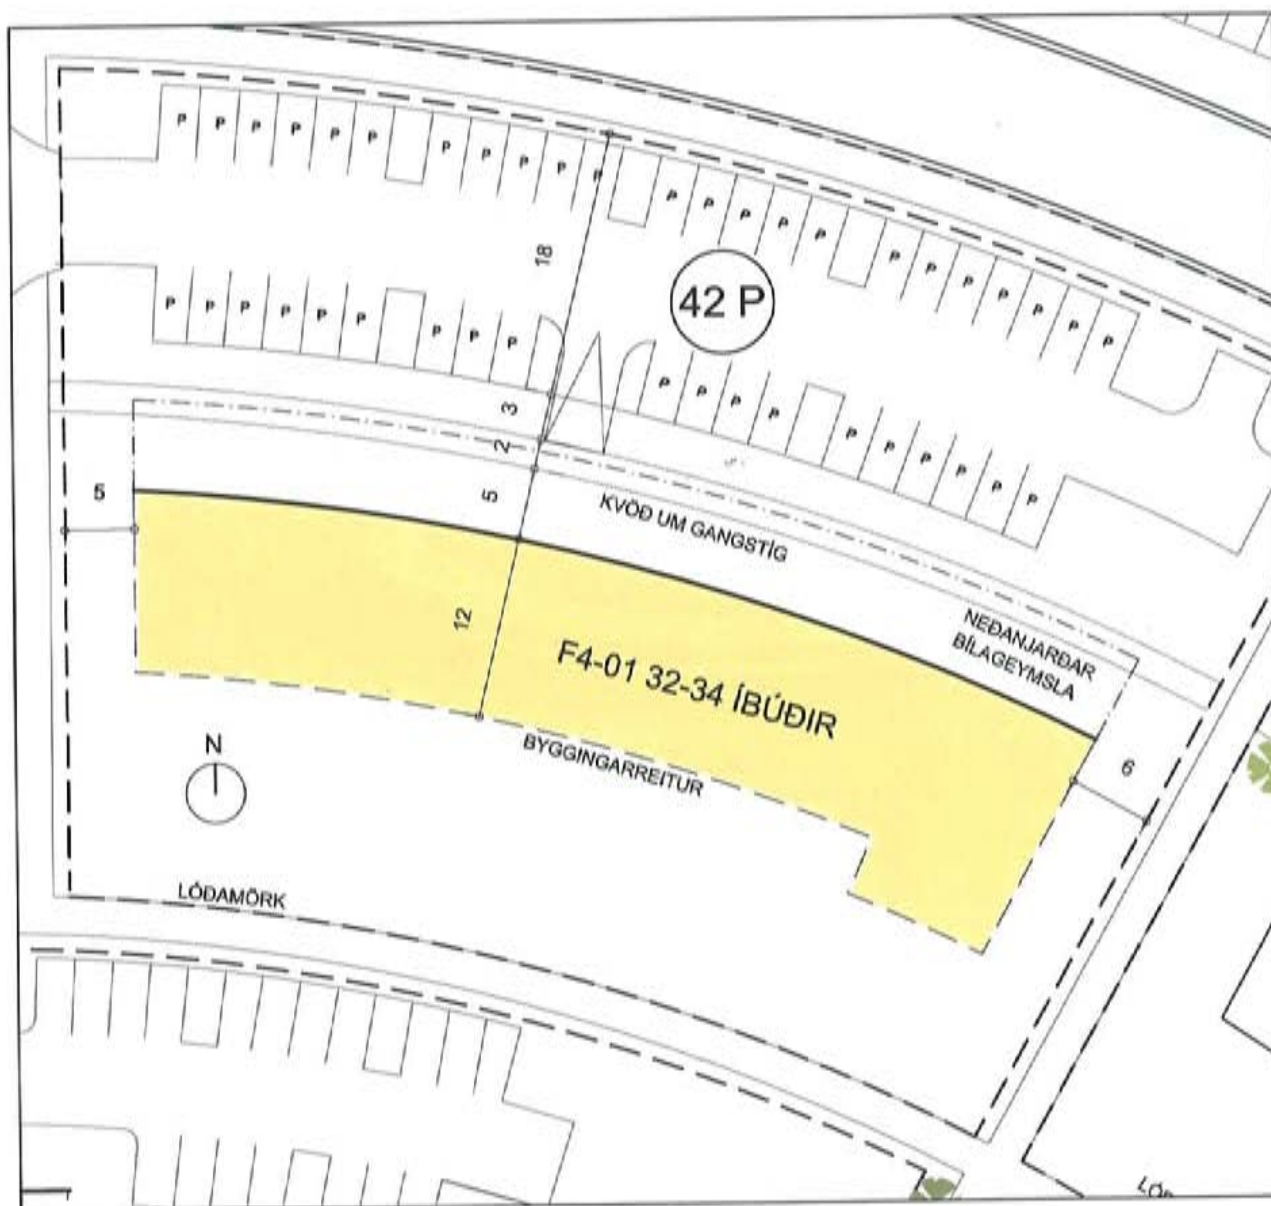 P P P P P P P P P P P P P P P P P P P P P P P
18
42 P
P P P P P P P P P P P P P P P P P P P
3
2
5
5
KVÖÐ UM GANGSTÍG
NEÐANJARÐAR
BÍLAGEYMSLA
12
F4-01 32-34 ÍBÚÐIR
6
N
BYGGINGARREITUR
LÓÐAMÖRK